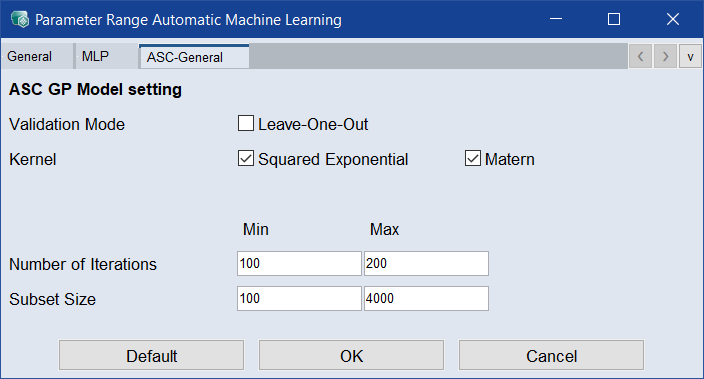 Parameter Range Automatic Machine Learning
General MLP ASC-General < > v
ASC GP Model setting
Validation Mode Leave-One-Out
Kernel Squared Exponential Matern
Min Max
Number of Iterations 100 200
Subset Size 100 4000
Default OK Cancel